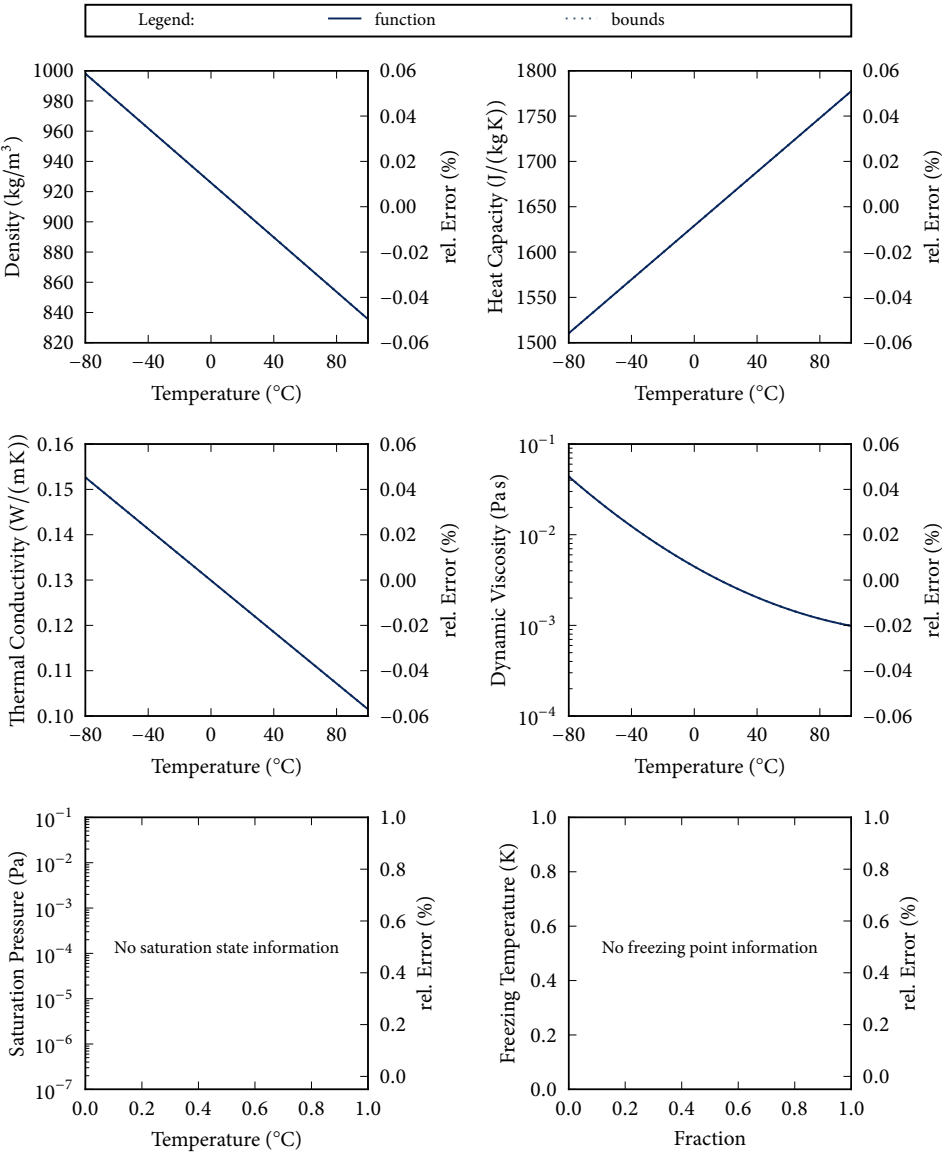 Legend: function bounds
1000 980 960 940 920 900 880 860 840 820
Density (kg/m³)
0.06 0.04 0.02 0.00 −0.02 −0.04 −0.06
rel. Error (%)
−80 −40 0 40 80
Temperature (°C)
1800 1750 1700 1650 1600 1550 1500
Heat Capacity (J/(kg K))
0.06 0.04 0.02 0.00 −0.02 −0.04 −0.06
rel. Error (%)
−80 −40 0 40 80
Temperature (°C)
0.16 0.15 0.14 0.13 0.12 0.11 0.10
Thermal Conductivity (W/(m K))
0.06 0.04 0.02 0.00 −0.02 −0.04 −0.06
rel. Error (%)
−80 −40 0 40 80
Temperature (°C)
10⁻¹ 10⁻² 10⁻³ 10⁻⁴
Dynamic Viscosity (Pa s)
0.06 0.04 0.02 0.00 −0.02 −0.04 −0.06
rel. Error (%)
−80 −40 0 40 80
Temperature (°C)
10⁻¹ 10⁻² 10⁻³ 10⁻⁴ 10⁻⁵ 10⁻⁶ 10⁻⁷
Saturation Pressure (Pa)
No saturation state information
1.0 0.8 0.6 0.4 0.2 0.0
rel. Error (%)
0.0 0.2 0.4 0.6 0.8 1.0
Temperature (°C)
1.0 0.8 0.6 0.4 0.2 0.0
Freezing Temperature (K)
No freezing point information
1.0 0.8 0.6 0.4 0.2 0.0
rel. Error (%)
0.0 0.2 0.4 0.6 0.8 1.0
Fraction